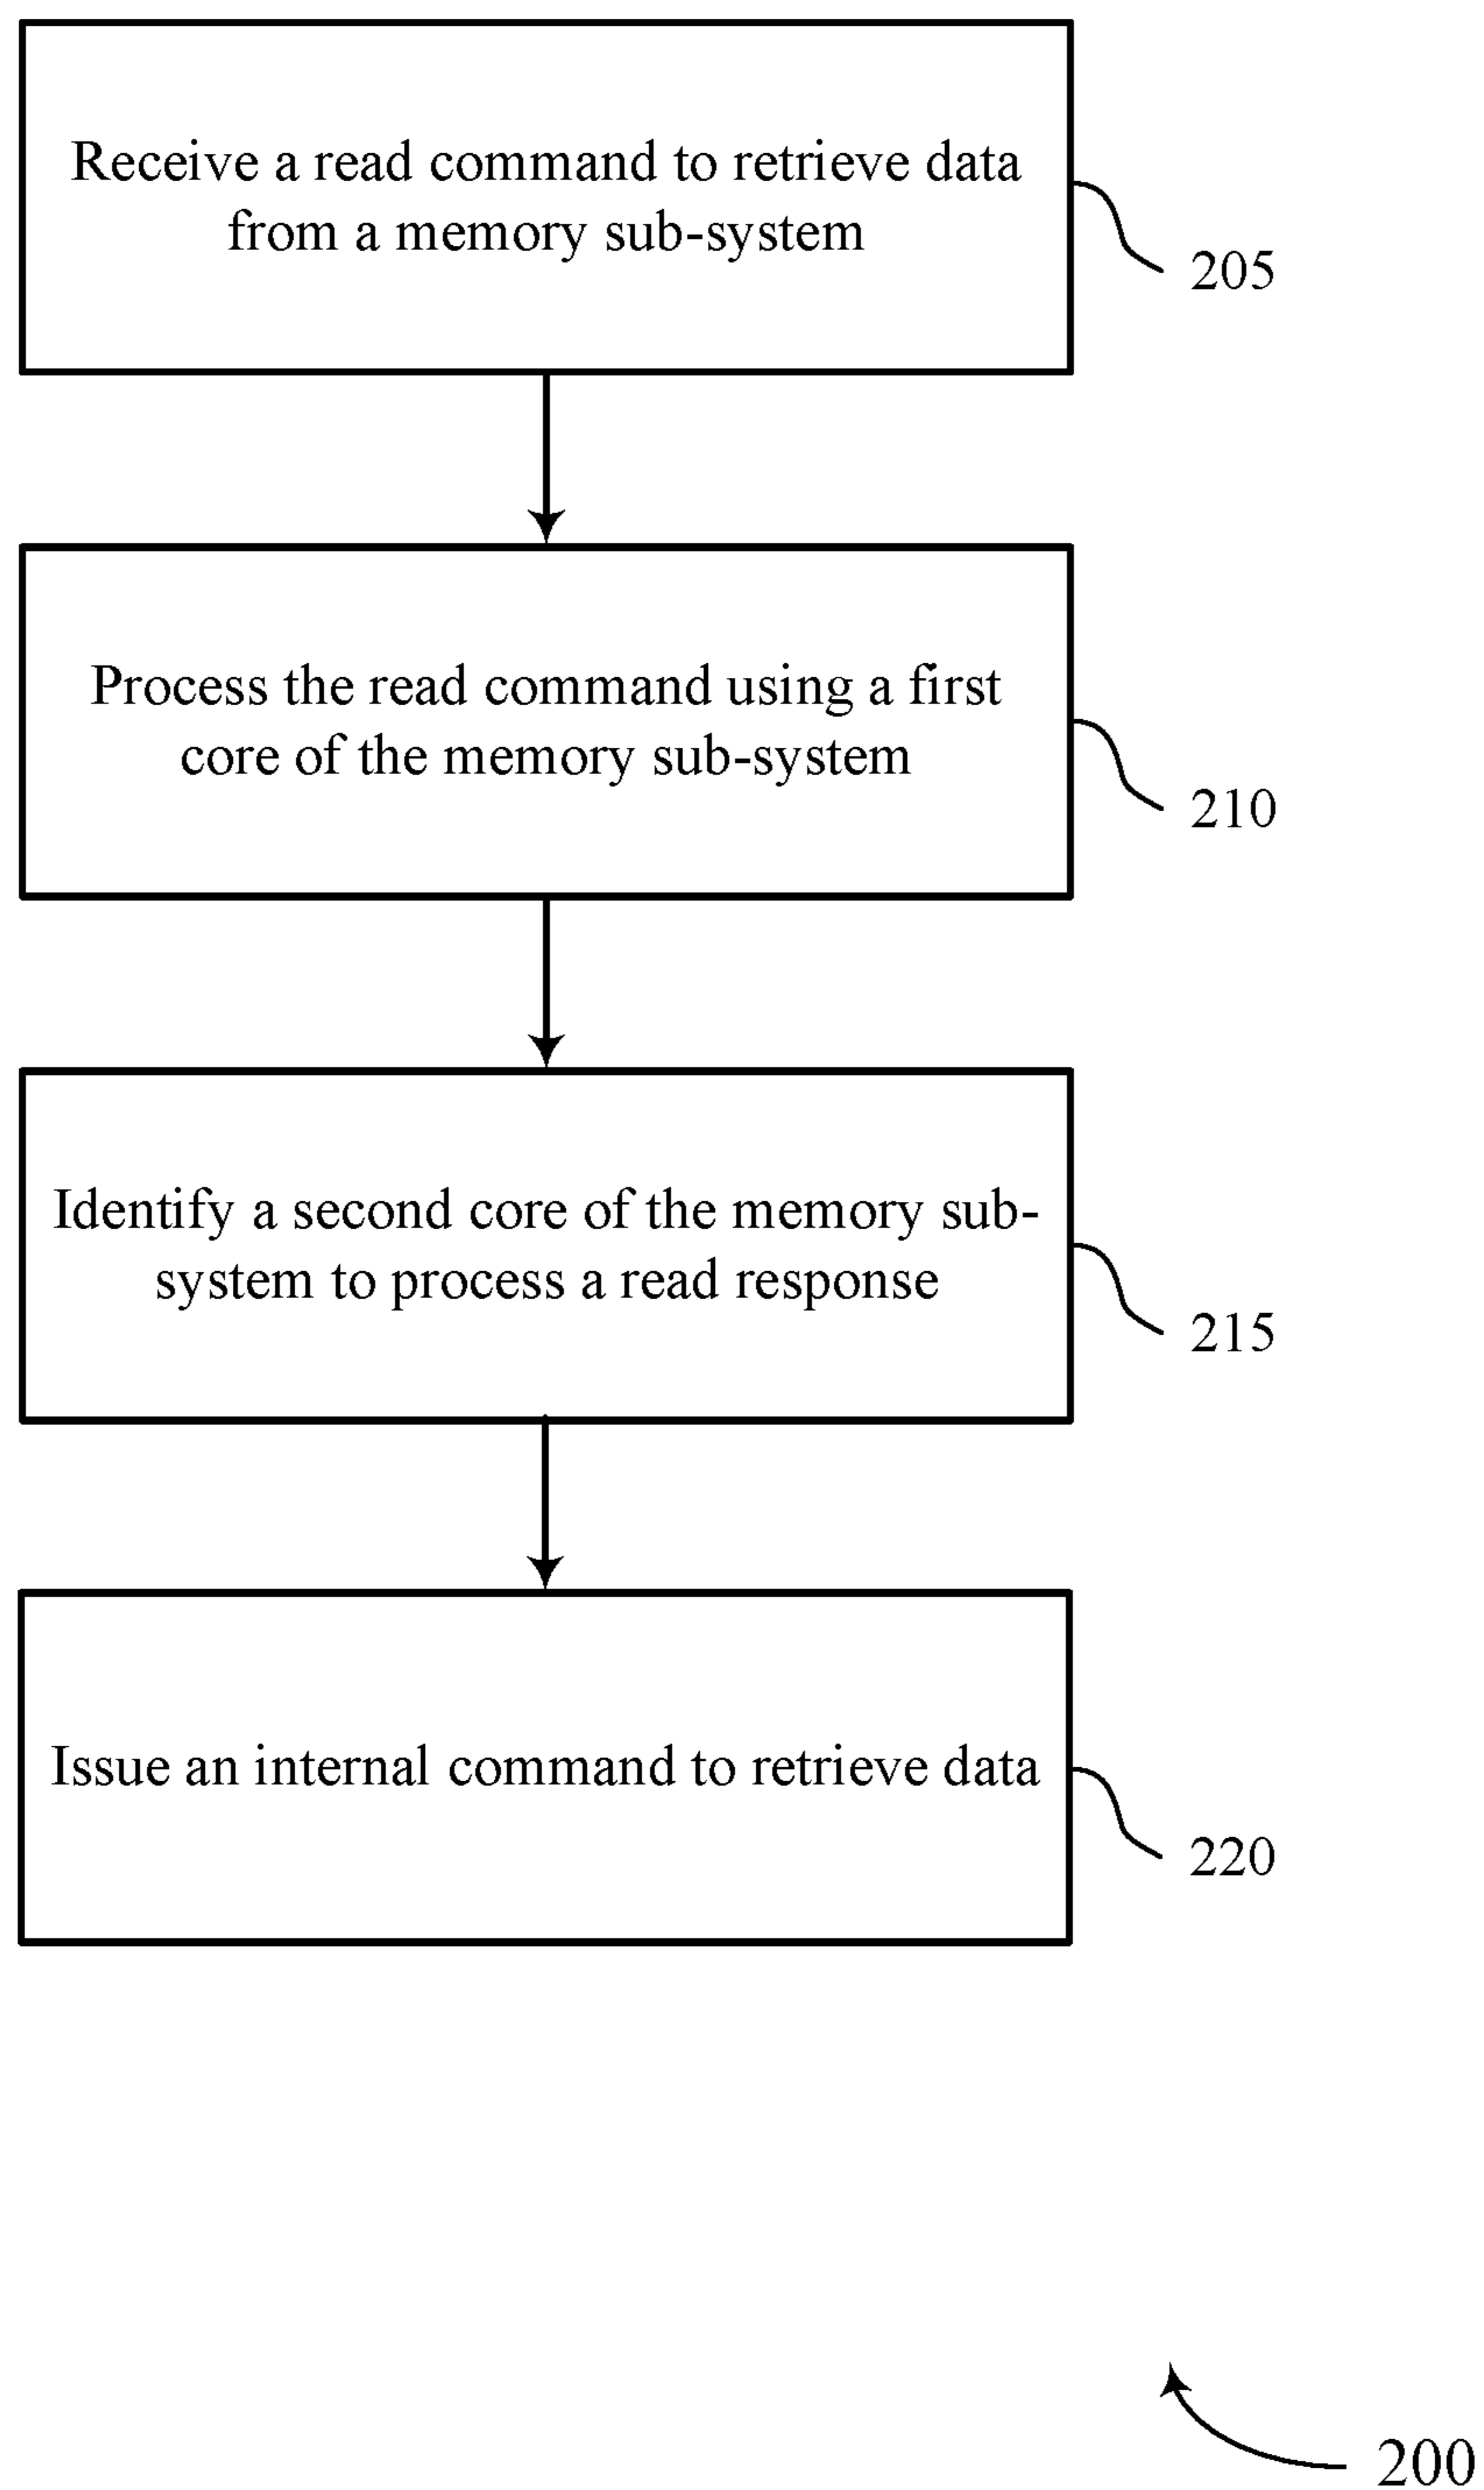 Receive a read command to retrieve data
from a memory sub-system
205
Process the read command using a first
core of the memory sub-system
210
Identify a second core of the memory sub-
system to process a read response
215
Issue an internal command to retrieve data
220
200